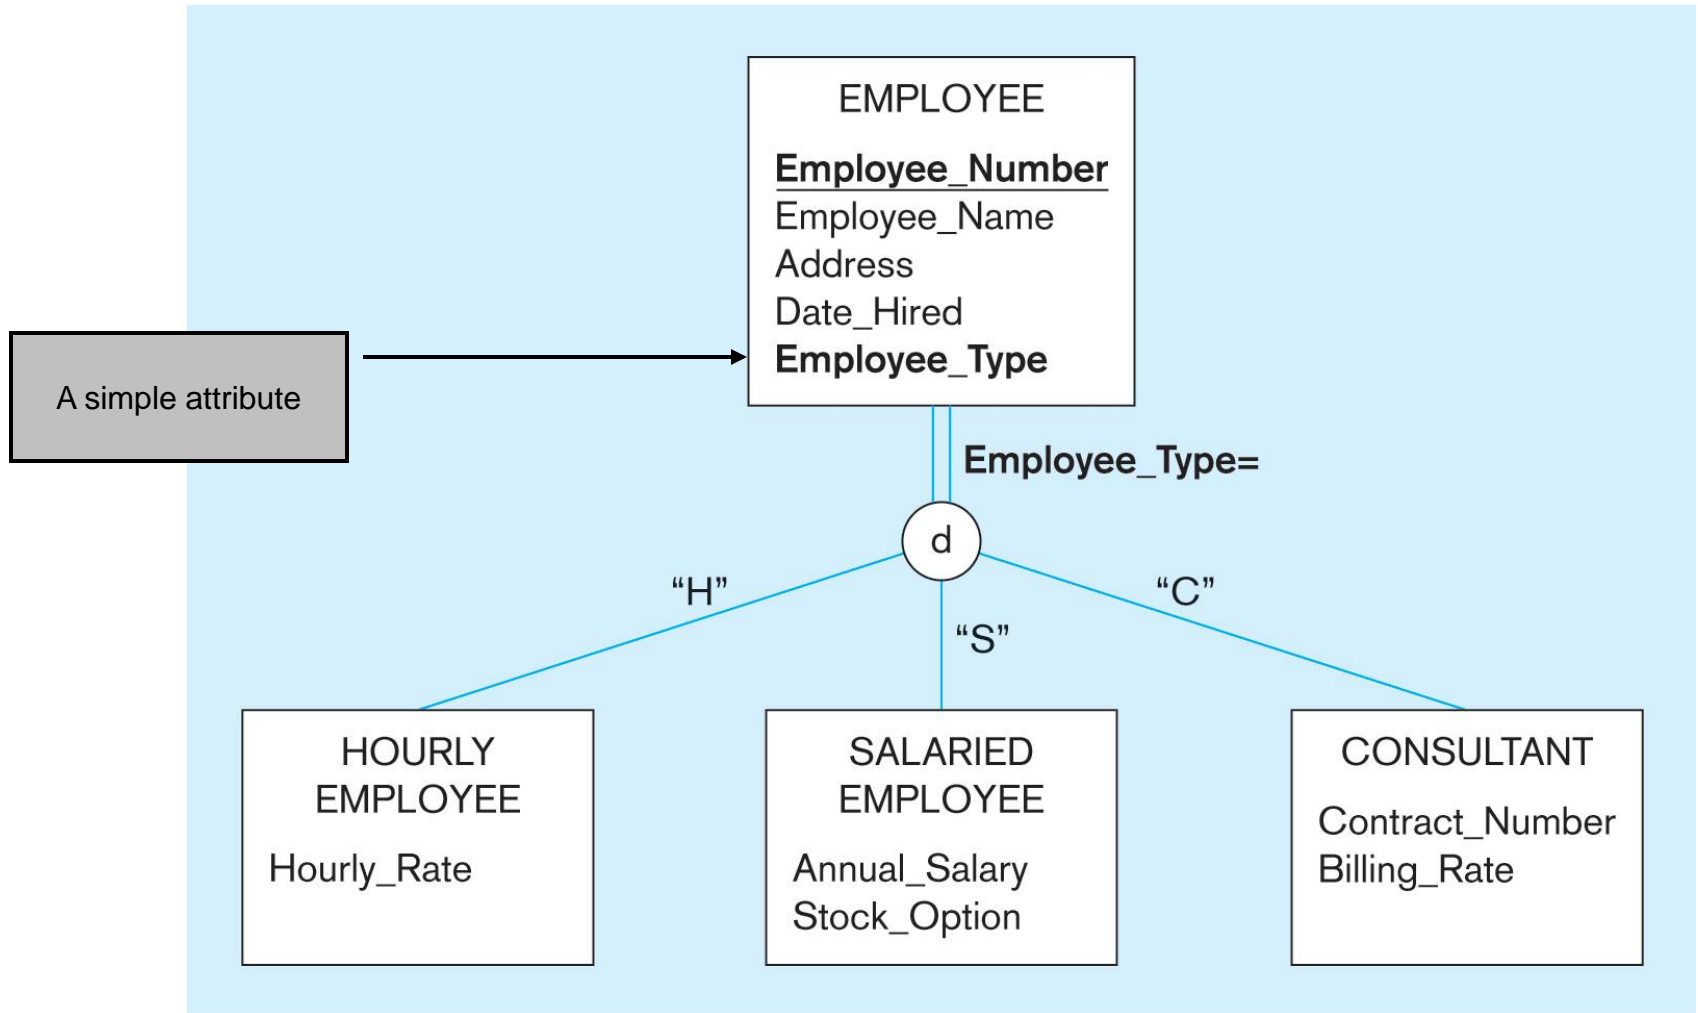 EMPLOYEE
Employee_Number
Employee_Name
Address
Date_Hired
Employee_Type
A simple attribute
Employee_Type=
d
“H”
“S”
“C”
HOURLY
EMPLOYEE
Hourly_Rate
SALARIED
EMPLOYEE
Annual_Salary
Stock_Option
CONSULTANT
Contract_Number
Billing_Rate